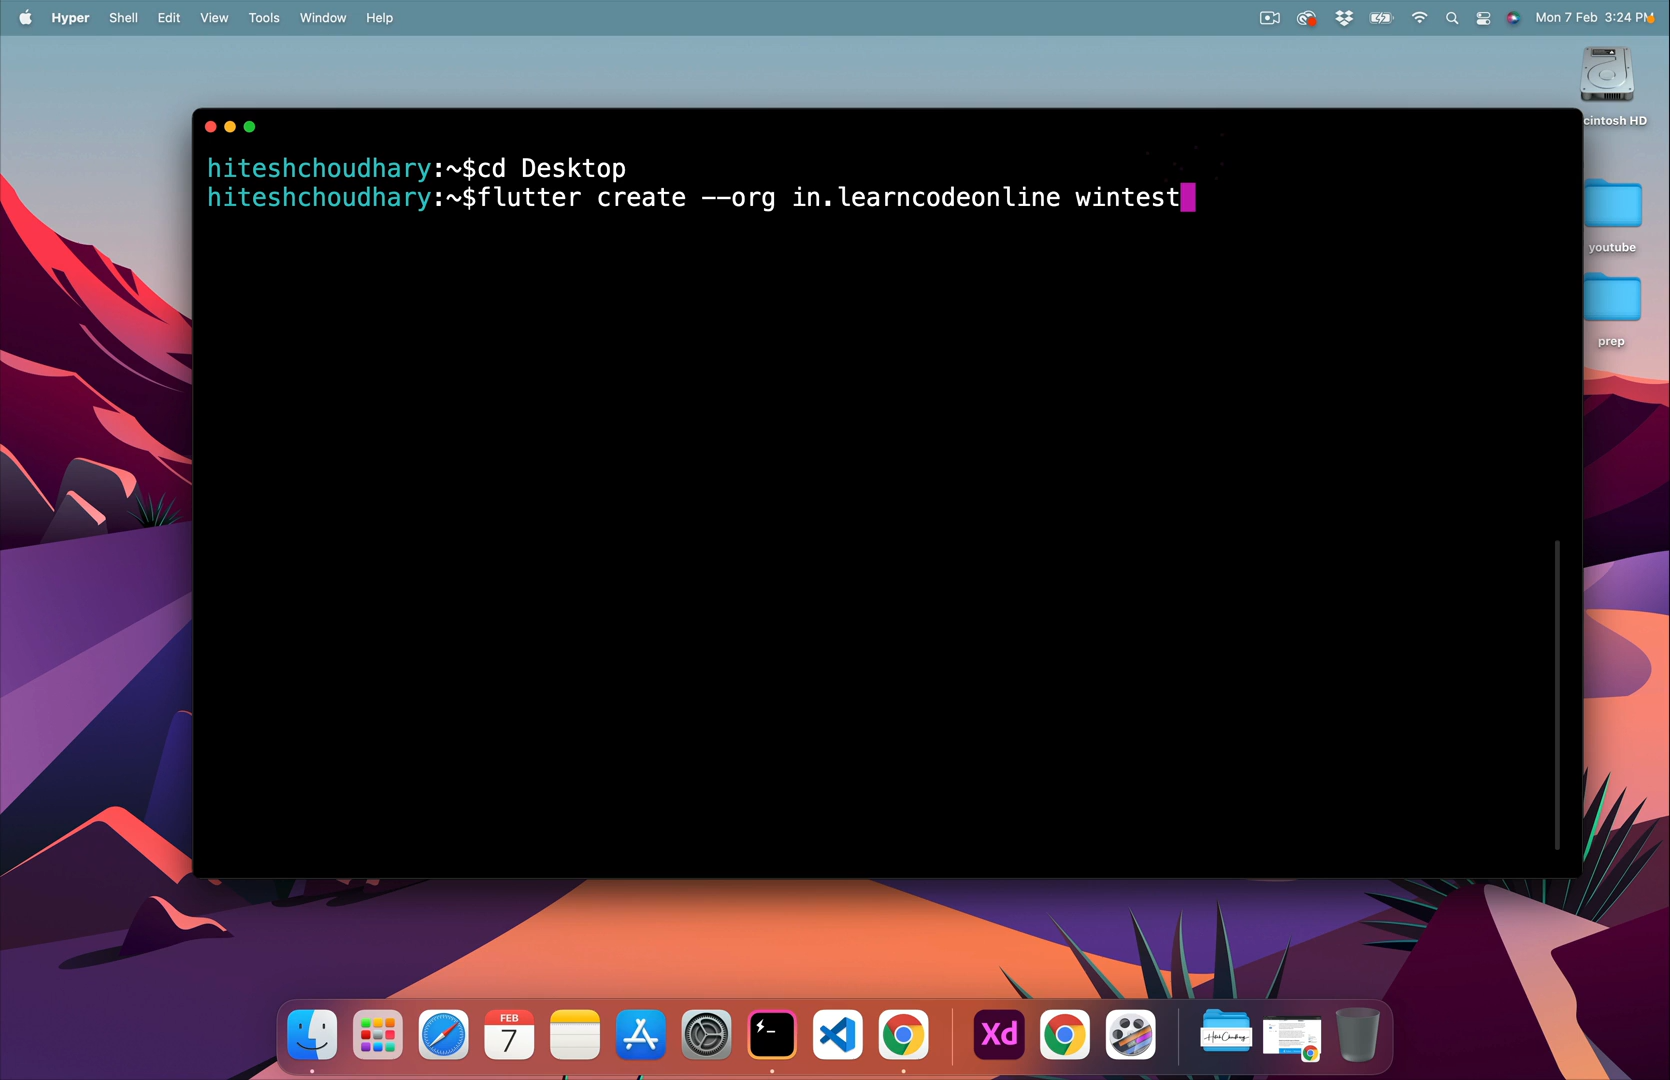 Hyper Shell Edit View Tools Window Help
Mon 7 Feb 3:24 PM
cintosh HD
hiteshchoudhary:~$cd Desktop
hiteshchoudhary:~$flutter create --org in.learncodeonline wintest
youtube
prep
FEB
7
Xd